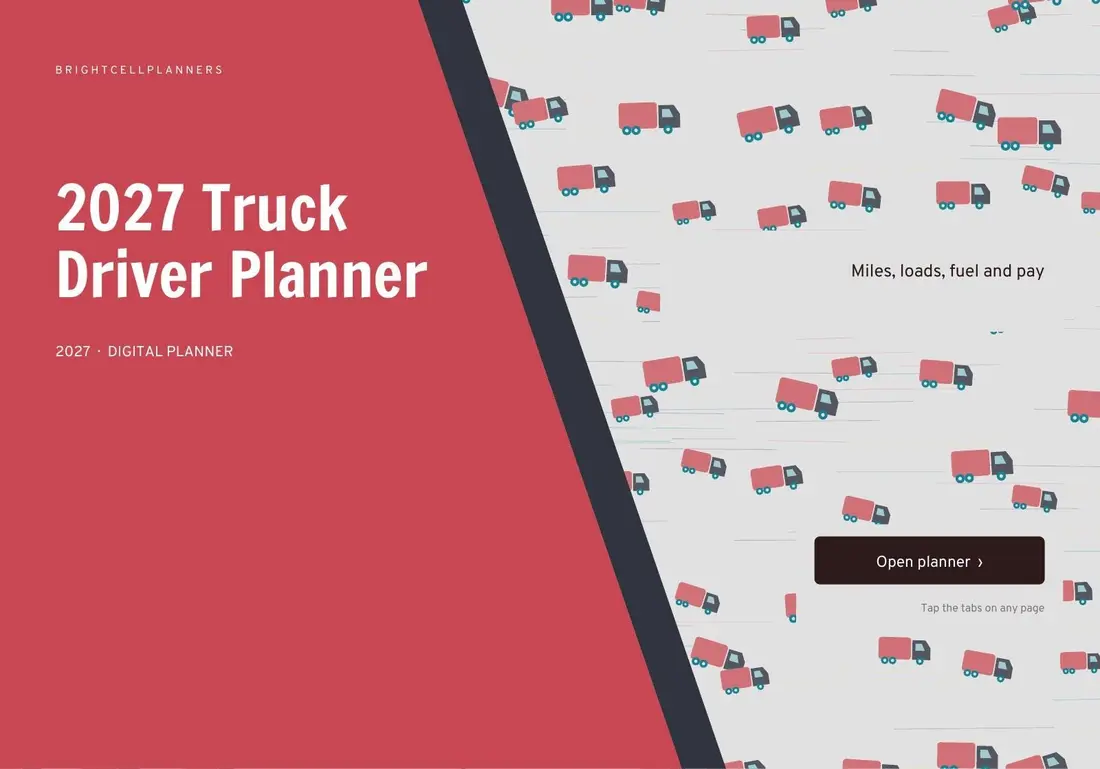 BRIGHTCELLPLANNERS
2027 Truck
Driver Planner
2027 · DIGITAL PLANNER
Miles, loads, fuel and pay
Open planner ›
Tap the tabs on any page